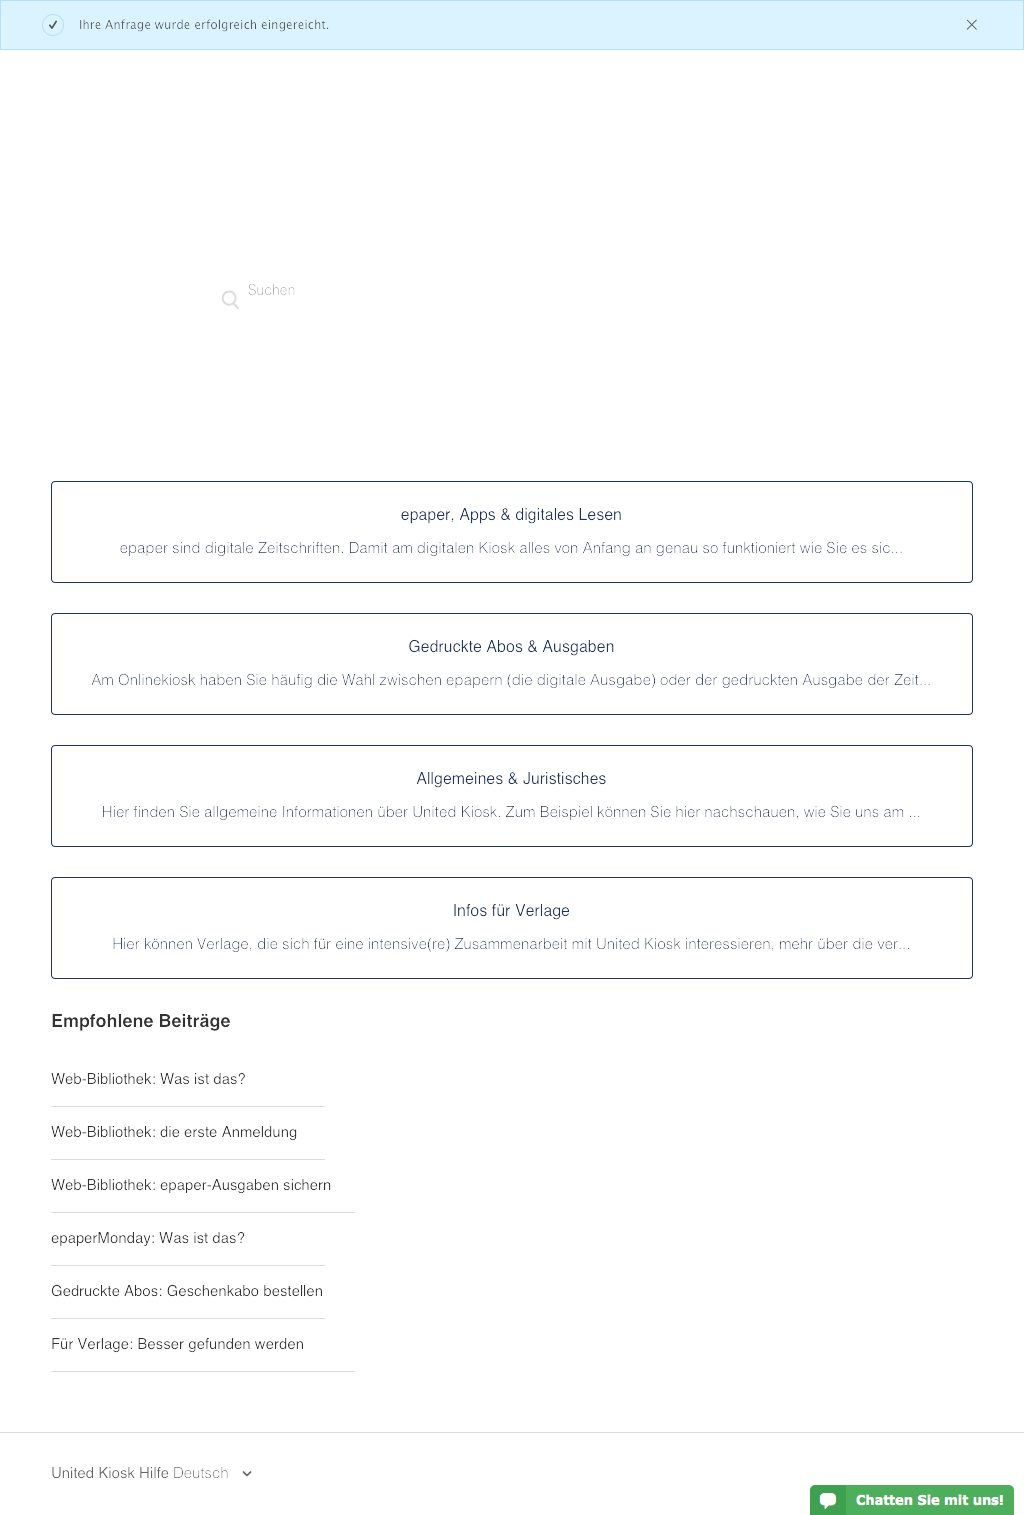 Ihre Anfrage wurde erfolgreich eingereicht.
Suchen
epaper, Apps & digitales Lesen
epaper sind digitale Zeitschriften. Damit am digitalen Kiosk alles von Anfang an genau so funktioniert wie Sie es sic...
Gedruckte Abos & Ausgaben
Am Onlinekiosk haben Sie häufig die Wahl zwischen epapern (die digitale Ausgabe) oder der gedruckten Ausgabe der Zeit...
Allgemeines & Juristisches
Hier finden Sie allgemeine Informationen über United Kiosk. Zum Beispiel können Sie hier nachschauen, wie Sie uns am ...
Infos für Verlage
Hier können Verlage, die sich für eine intensive(re) Zusammenarbeit mit United Kiosk interessieren, mehr über die ver...
Empfohlene Beiträge
Web-Bibliothek: Was ist das?
Web-Bibliothek: die erste Anmeldung
Web-Bibliothek: epaper-Ausgaben sichern
epaperMonday: Was ist das?
Gedruckte Abos: Geschenkabo bestellen
Für Verlage: Besser gefunden werden
United Kiosk Hilfe Deutsch
Chatten Sie mit uns!